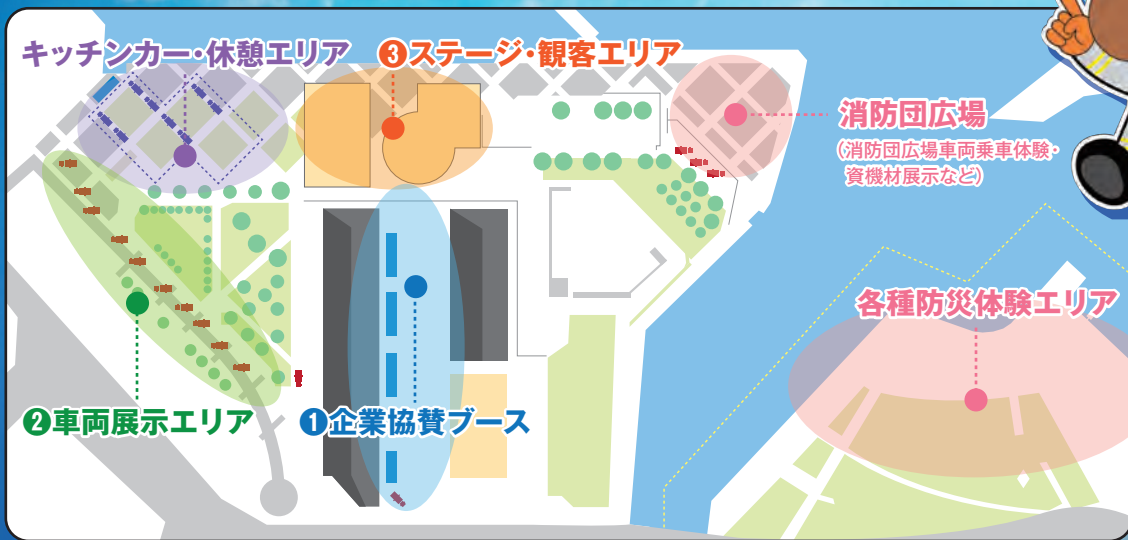 キッチンカー・休憩エリア
❸ステージ・観客エリア
消防団広場
（消防団広場車両乗車体験・
資機材展示など）
各種防災体験エリア
❷車両展示エリア
❶企業協賛ブース